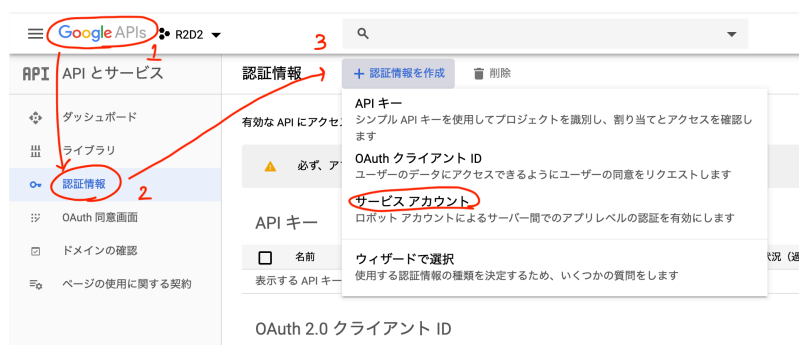 Google APIs
R2D2
1
3
API
API とサービス
認証情報
+ 認証情報を作成
削除
ダッシュボード
ライブラリ
認証情報
2
OAuth 同意画面
ドメインの確認
ページの使用に関する契約
有効な API にアクセ
必ず、ア
API キー
シンプル API キーを使用してプロジェクトを識別し、割り当てとアクセスを確認し
ます
OAuth クライアント ID
ユーザーのデータにアクセスできるようにユーザーの同意をリクエストします
サービス アカウント
ロボット アカウントによるサーバー間でのアプリレベルの認証を有効にします
ウィザードで選択
使用する認証情報の種類を決定するため、いくつかの質問をします
API キー
名前
状況（過
表示する API キー
OAuth 2.0 クライアント ID